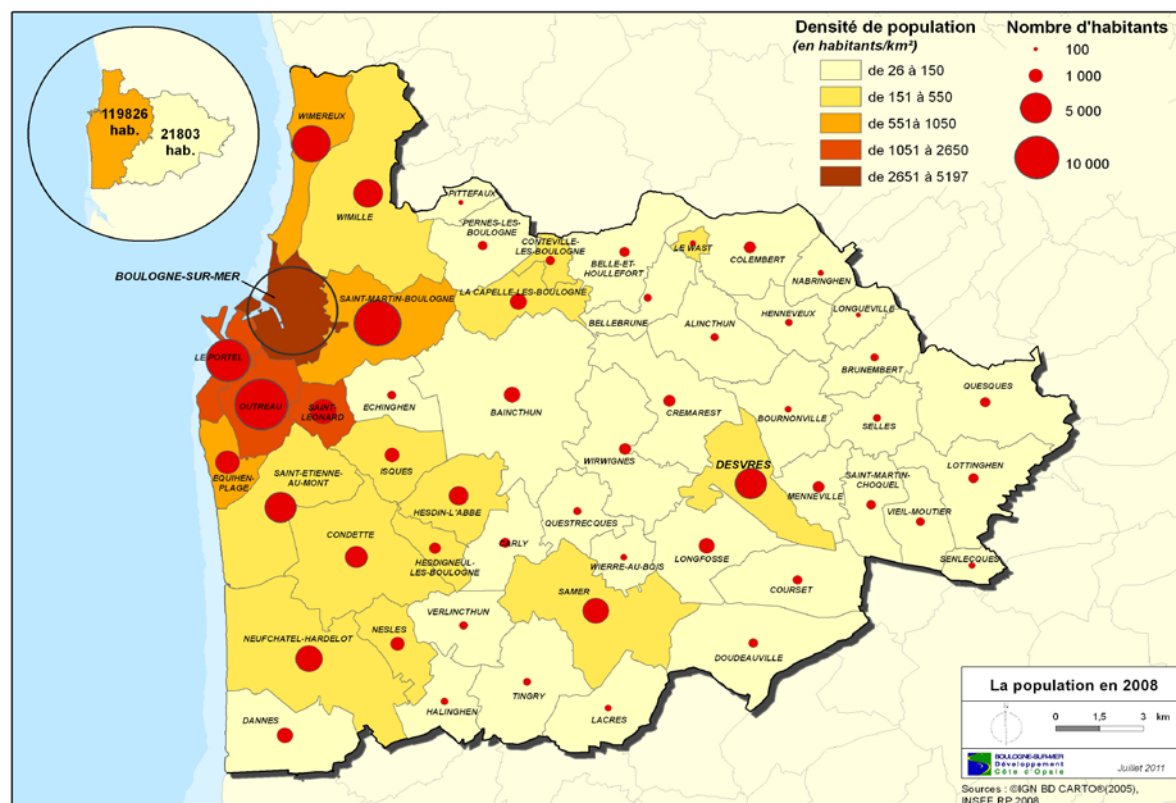 119826
hab.
21803
hab.
Densité de population
(en habitants/km²)
de 26 à 150
de 151 à 550
de 551à 1050
de 1051 à 2650
de 2651 à 5197
Nombre d'habitants
100
1 000
5 000
10 000
WIMEREUX
WIMILLE
PITTEFAUX
PERNES-LES-
BOULOGNE
CONTEVILLE-
LES-BOULOGNE
BELLE-ET-
HOULLEFORT
LE WAST
COLEMBERT
NABRINGHEN
BOULOGNE-SUR-MER
SAINT-MARTIN-BOULOGNE
LA CAPELLE-LES-BOULOGNE
BELLEBRUNE
ALINCTHUN
HENNEVEUX
LONGUEVILLE
BRUNEMBERT
LE PORTEL
OUTREAU
SAINT-
LEONARD
ECHINGHEN
BAINCTHUN
CREMAREST
BOURNONVILLE
SELLES
QUESQUES
EQUIHEN-
PLAGE
SAINT-ETIENNE-
AU-MONT
ISQUES
WIRWIGNES
DESVRES
MENNEVILLE
SAINT-MARTIN-
CHOQUEL
LOTTINGHEN
VIEIL-MOUTIER
HESDIN-L'ABBE
QUESTRECQUES
CONDETTE
HESDIGNEUL-
LES-BOULOGNE
CARLY
WIERRE-AU-BOIS
LONGFOSSE
SENLECQUES
COURSET
SAMER
VERLINCTHUN
NESLES
NEUFCHATEL-HARDELOT
DOUDEAUVILLE
TINGRY
HALINGHEN
LACRES
DANNES
La population en 2008
0 1,5 3 km
BOULOGNE-SUR-MER
Développement
Côte d'Opale
Juillet 2011
Sources : ©IGN BD CARTO®(2005),
INSEE RP 2008